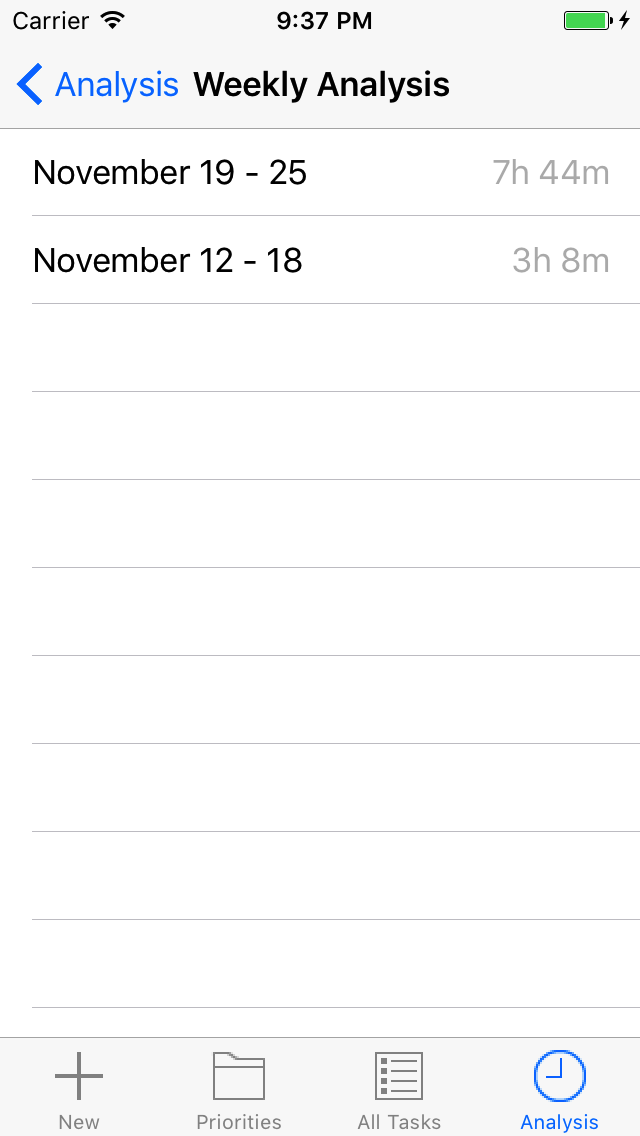 Carrier 9:37 PM
Analysis Weekly Analysis
November 19 - 25 7h 44m
November 12 - 18 3h 8m
New Priorities All Tasks Analysis